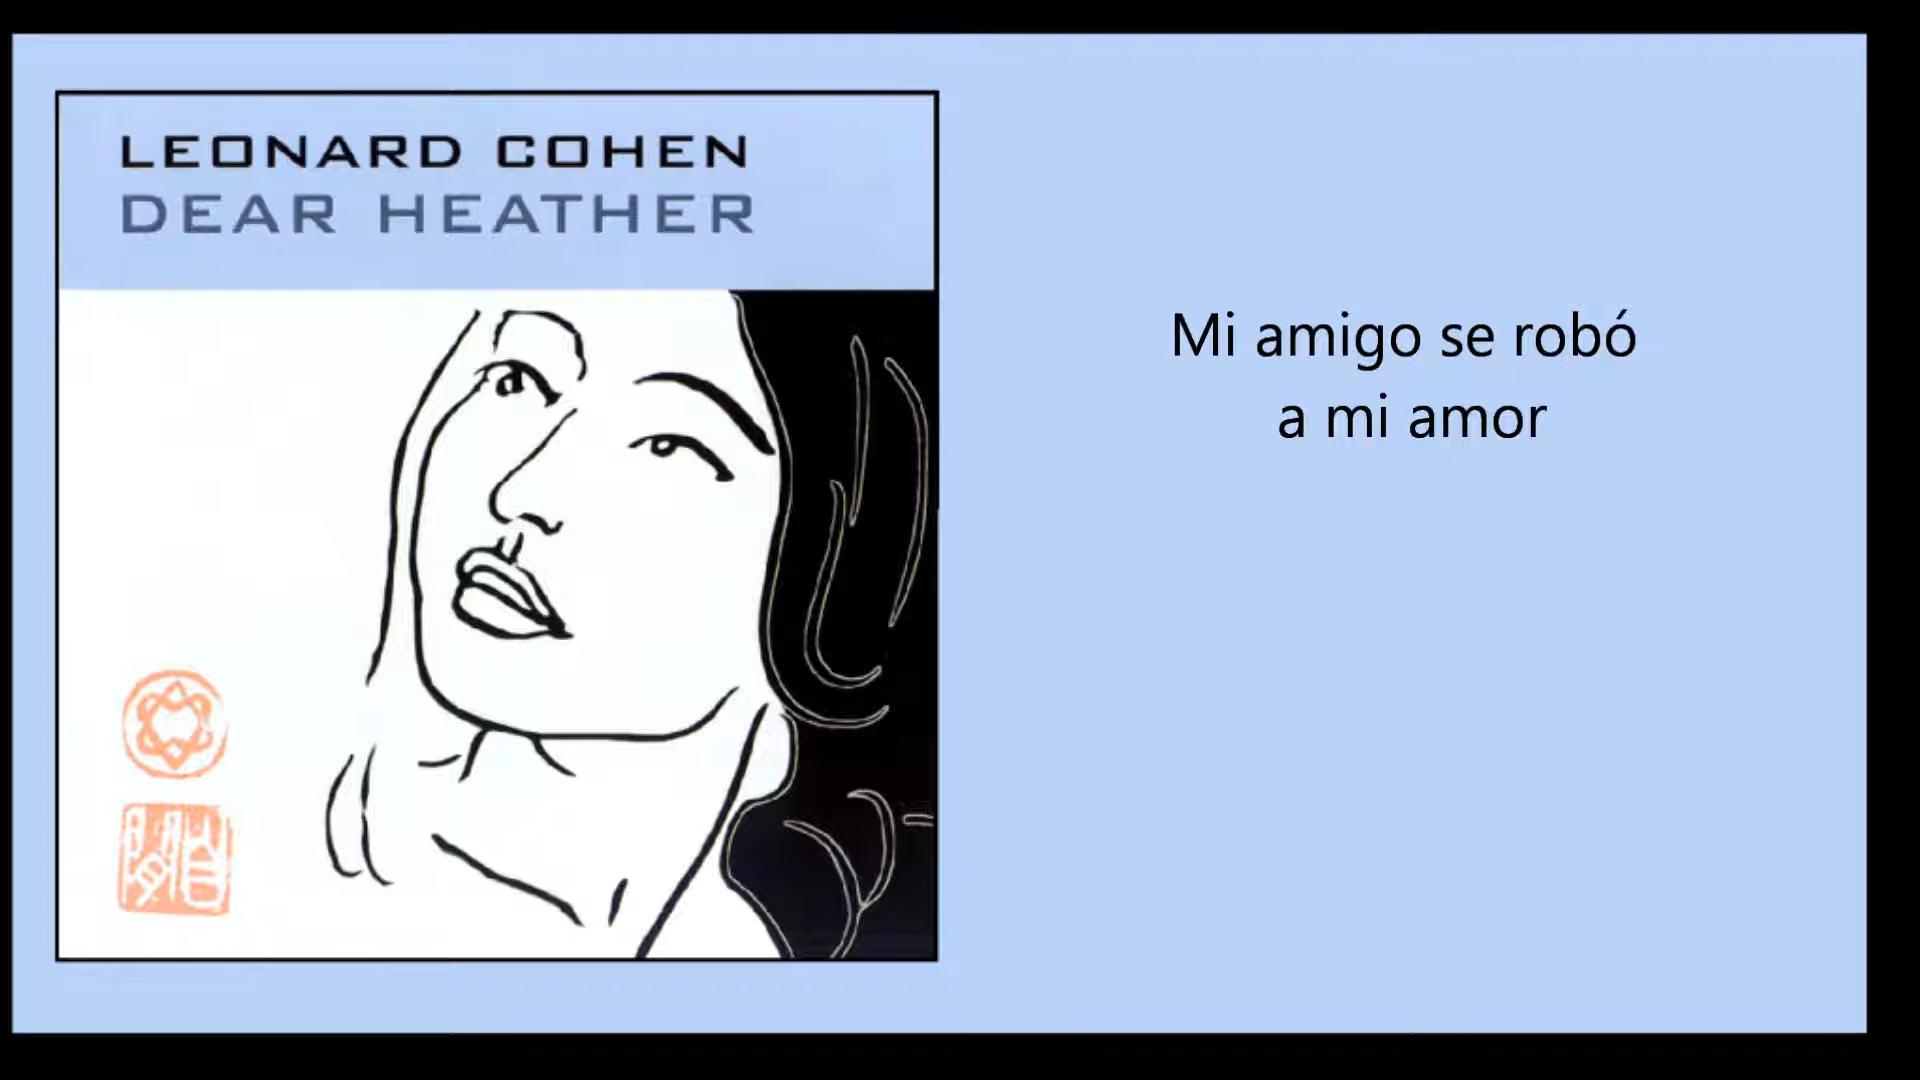 LEONARD COHEN
DEAR HEATHER
Mi amigo se robó
a mi amor